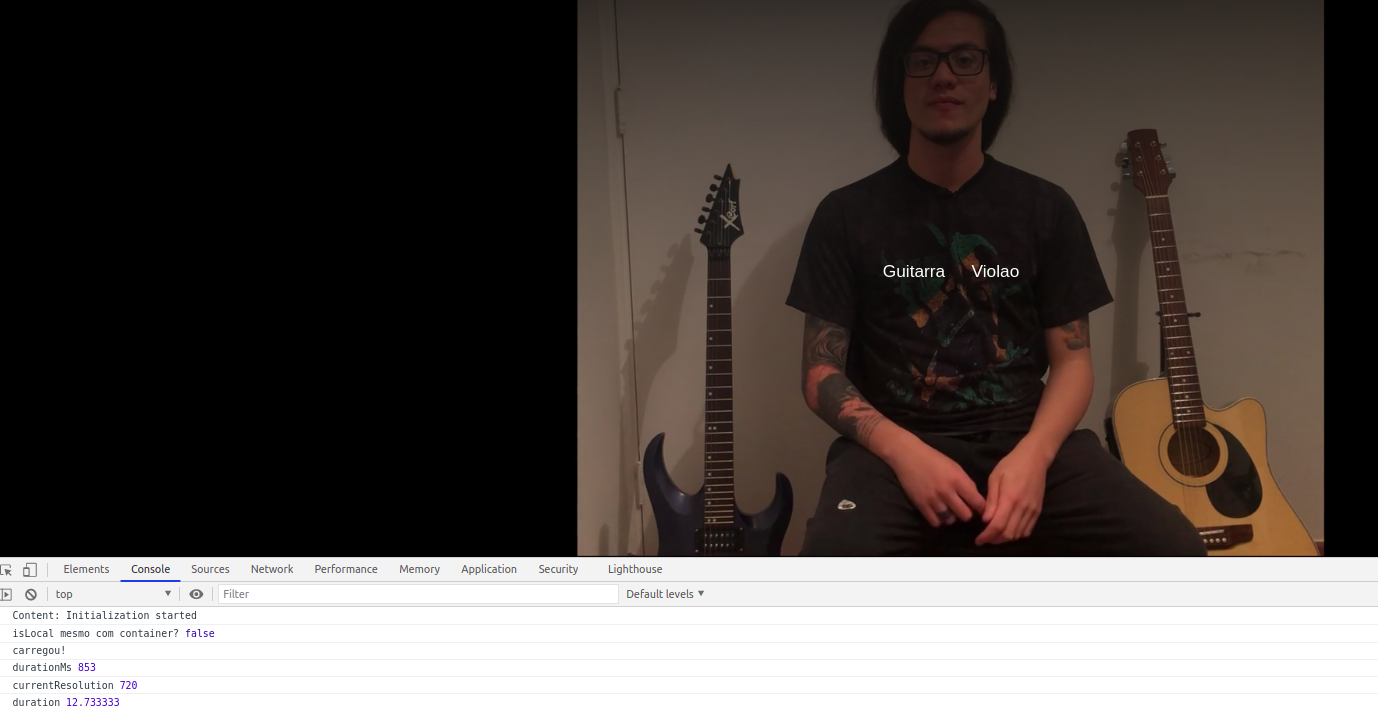 Xport
Guitarra Violao
Elements Console Sources Network Performance Memory Application Security Lighthouse
top Filter Default levels
Content: Initialization started
isLocal mesmo com container? false
carregou!
durationMs 853
currentResolution 720
duration 12.733333